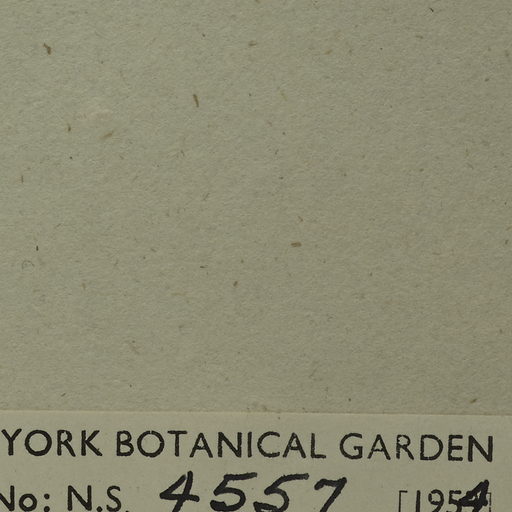 YORK BOTANICAL GARDEN
No: N.S. 4557 [1954]